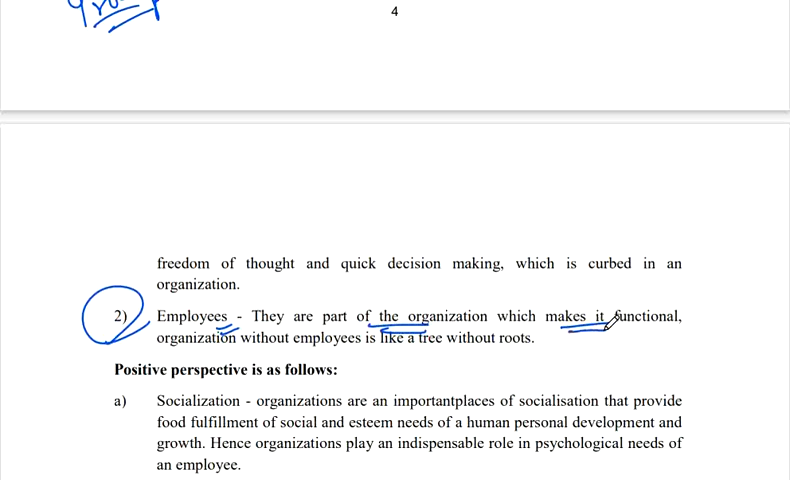 4
freedom of thought and quick decision making, which is curbed in an
organization.
2) Employees - They are part of the organization which makes it functional,
organization without employees is like a tree without roots.
Positive perspective is as follows:
a) Socialization - organizations are an importantplaces of socialisation that provide
food fulfillment of social and esteem needs of a human personal development and
growth. Hence organizations play an indispensable role in psychological needs of
an employee.